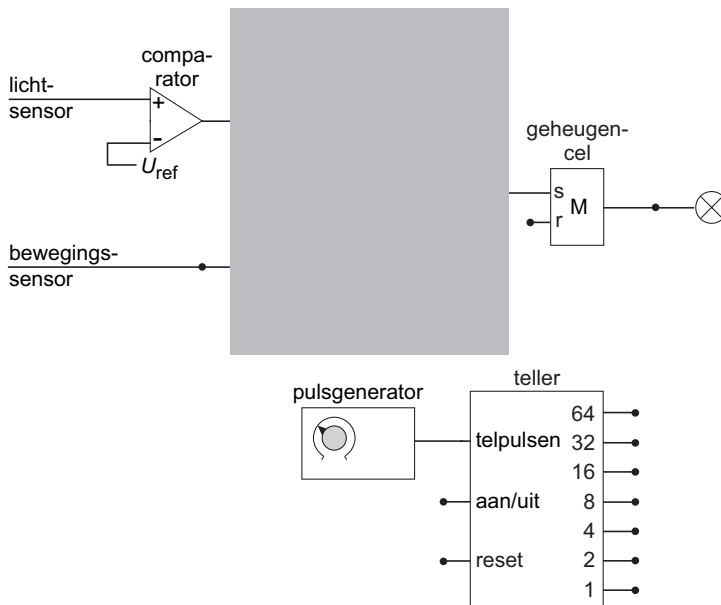 compa-
rator
licht-
sensor
+
-
Uref
geheugen-
cel
s
M
r
bewegings-
sensor
pulsgenerator
teller
telpulsen
aan/uit
reset
64
32
16
8
4
2
1